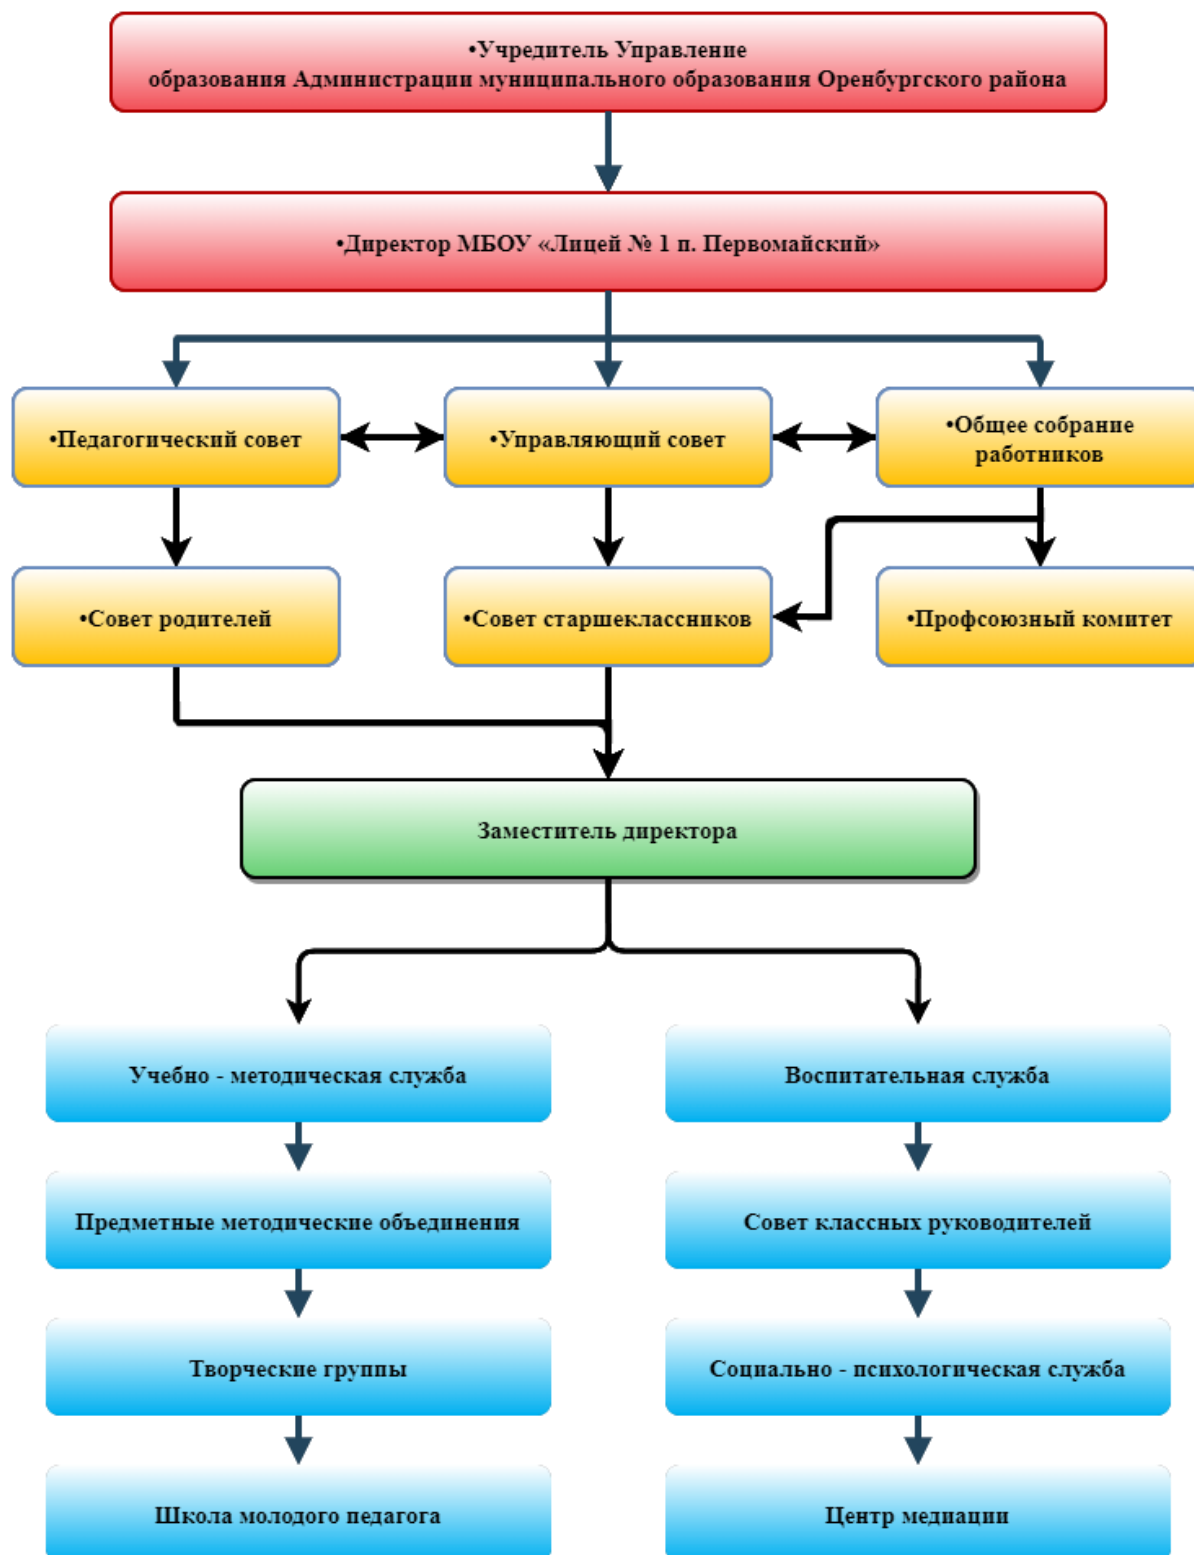 •Учредитель Управление
образования Администрации муниципального образования Оренбургского района
•Директор МБОУ «Лицей № 1 п. Первомайский»
•Педагогический совет
•Управляющий совет
•Общее собрание
работников
•Совет родителей
•Совет старшеклассников
•Профсоюзный комитет
Заместитель директора
Учебно - методическая служба
Воспитательная служба
Предметные методические объединения
Совет классных руководителей
Творческие группы
Социально - психологическая служба
Школа молодого педагога
Центр медиации